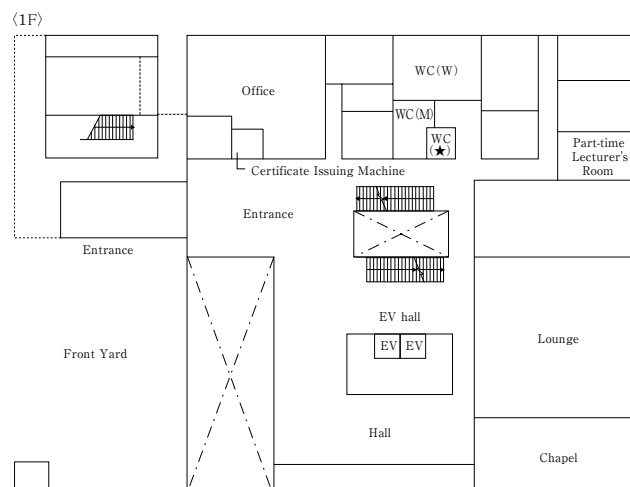 〈1F〉
WC(W)
Office
WC(M)
WC
(★)
Part-time
Lecturer's
Room
Certificate Issuing Machine
Entrance
Entrance
EV hall
EV EV
Lounge
Front Yard
Hall
Chapel